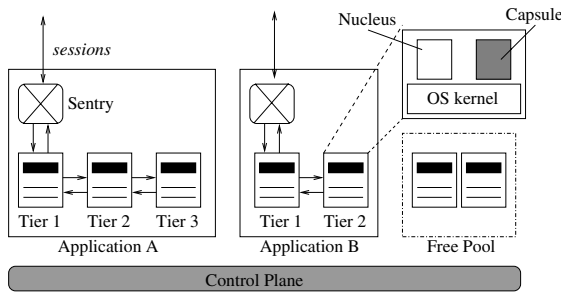 Nucleus
Capsule
sessions
Sentry
OS kernel
Tier 1
Tier 2
Tier 3
Tier 1
Tier 2
Application A
Application B
Free Pool
Control Plane